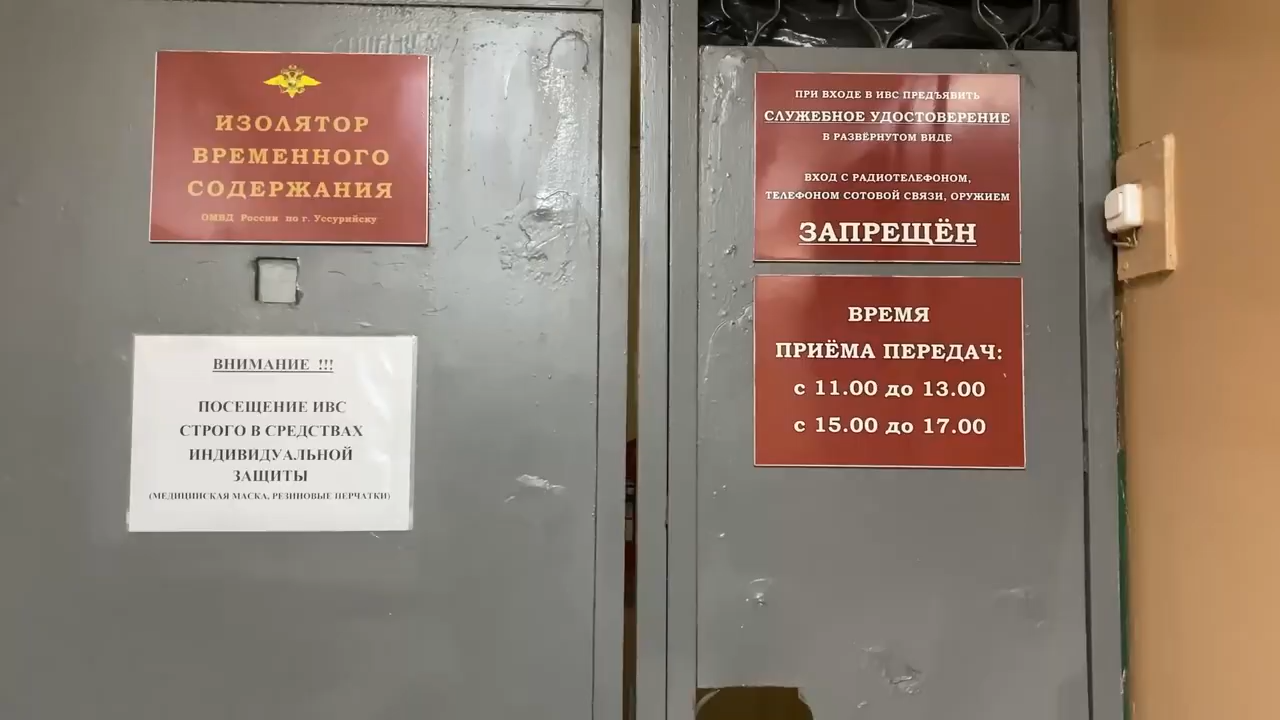 ИЗОЛЯТОР
ВРЕМЕННОГО
СОДЕРЖАНИЯ
ОМВД России по г. Уссурийску
ВНИМАНИЕ !!!
ПОСЕЩЕНИЕ ИВС
СТРОГО В СРЕДСТВАХ
ИНДИВИДУАЛЬНОЙ
ЗАЩИТЫ
(МЕДИЦИНСКАЯ МАСКА, РЕЗИНОВЫЕ ПЕРЧАТКИ)
ПРИ ВХОДЕ В ИВС ПРЕДЪЯВИТЬ
СЛУЖЕБНОЕ УДОСТОВЕРЕНИЕ
В РАЗВЁРНУТОМ ВИДЕ
ВХОД С РАДИОТЕЛЕФОНОМ,
ТЕЛЕФОНОМ СОТОВОЙ СВЯЗИ, ОРУЖИЕМ
ЗАПРЕЩЁН
ВРЕМЯ
ПРИЁМА ПЕРЕДАЧ:
с 11.00 до 13.00
с 15.00 до 17.00